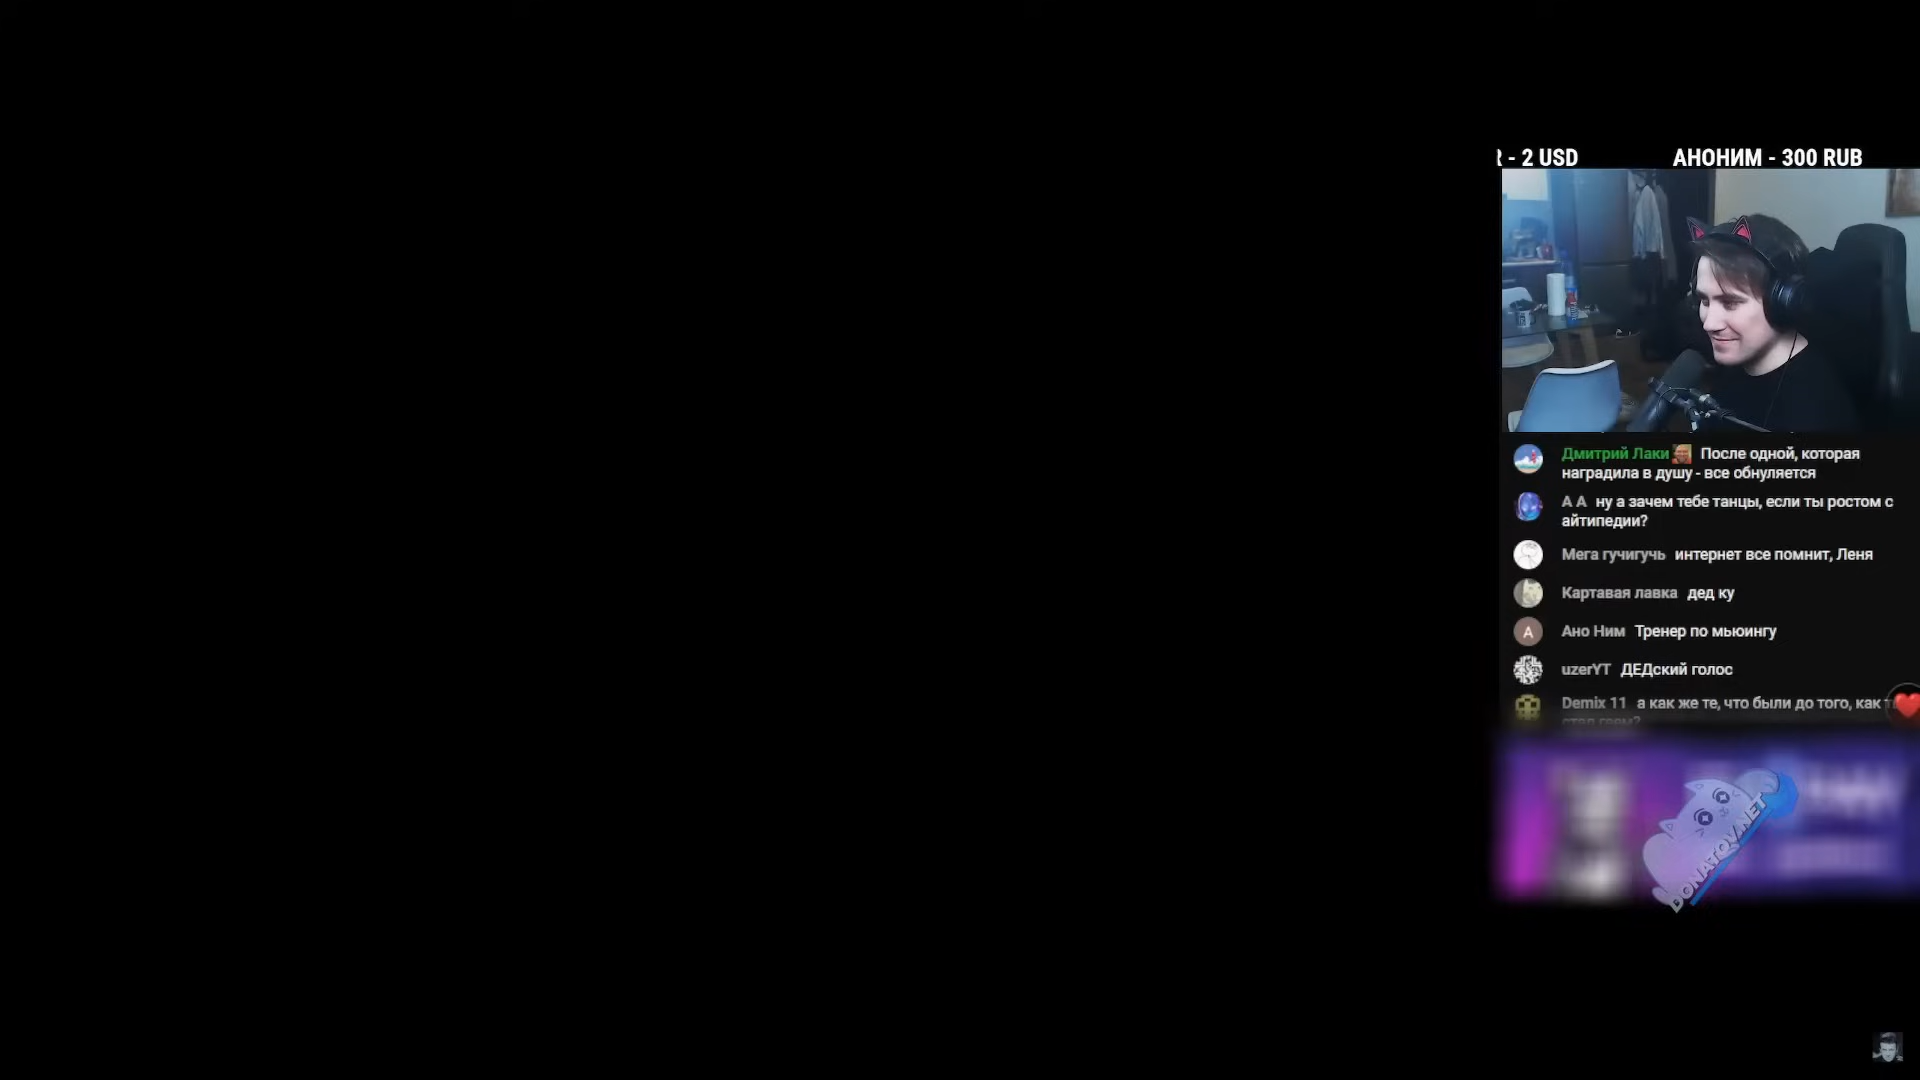 - 2 USD АНОНИМ - 300 RUB
Дмитрий Лаки После одной, которая
наградила в душу - все обнуляется
А А ну а зачем тебе танцы, если ты ростом с
айтипедии?
Мега гучигучь интернет все помнит, Леня
Картавая лавка дед ку
А Ано Ним Тренер по мьюингу
uzerYT ДЕДский голос
Demix 11 а как же те, что были до того, как
стал геем?
DONATOV.NET